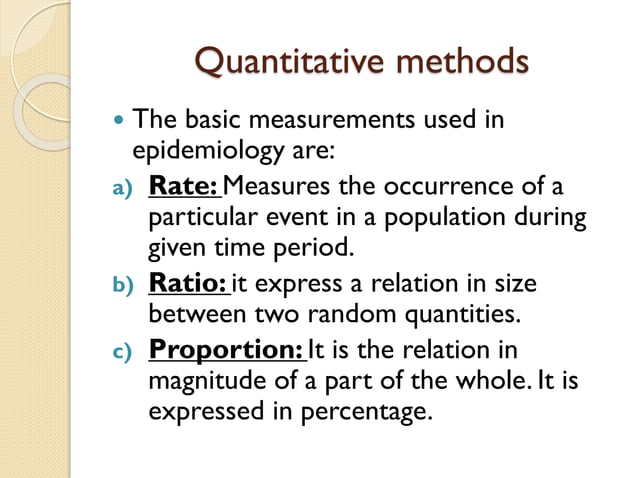 Quantitative methods
• The basic measurements used in
epidemiology are:
a) Rate: Measures the occurrence of a
particular event in a population during
given time period.
b) Ratio: it express a relation in size
between two random quantities.
c) Proportion: It is the relation in
magnitude of a part of the whole. It is
expressed in percentage.